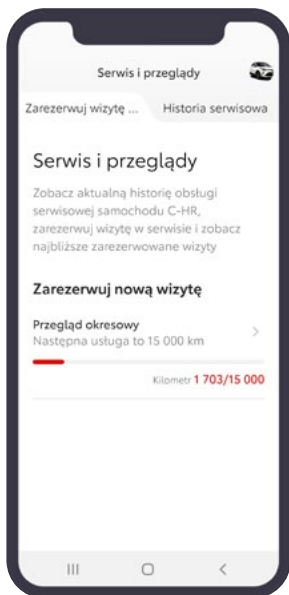 Serwis i przeglądy
Zarezerwuj wizytę ... Historia serwisowa
Serwis i przeglądy
Zobacz aktualną historię obsługi
serwisowej samochodu C-HR,
zarezerwuj wizytę w serwisie i zobacz
najbliższe zarezerwowane wizyty
Zarezerwuj nową wizytę
Przegląd okresowy
Następna usługa to 15 000 km
Kilometr 1 703/15 000